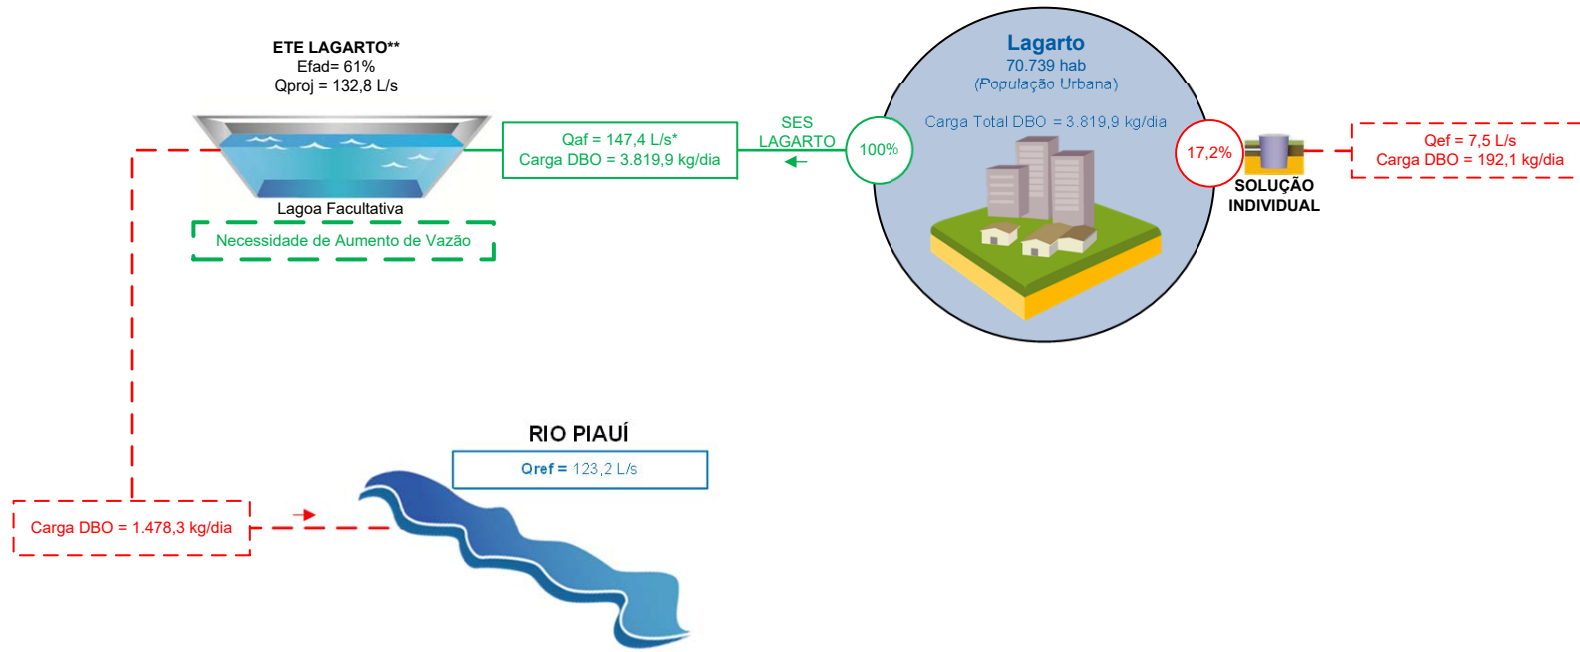 ETE LAGARTO**
Efad= 61%
Qproj = 132,8 L/s
Lagoa Facultativa
Necessidade de Aumento de Vazão
Qaf = 147,4 L/s*
Carga DBO = 3.819,9 kg/dia
SES
LAGARTO
100%
Lagarto
70.739 hab
(População Urbana)
Carga Total DBO = 3.819,9 kg/dia
17,2%
SOLUÇÃO
INDIVIDUAL
Qef = 7,5 L/s
Carga DBO = 192,1 kg/dia
RIO PIAUÍ
Qref = 123,2 L/s
Carga DBO = 1.478,3 kg/dia